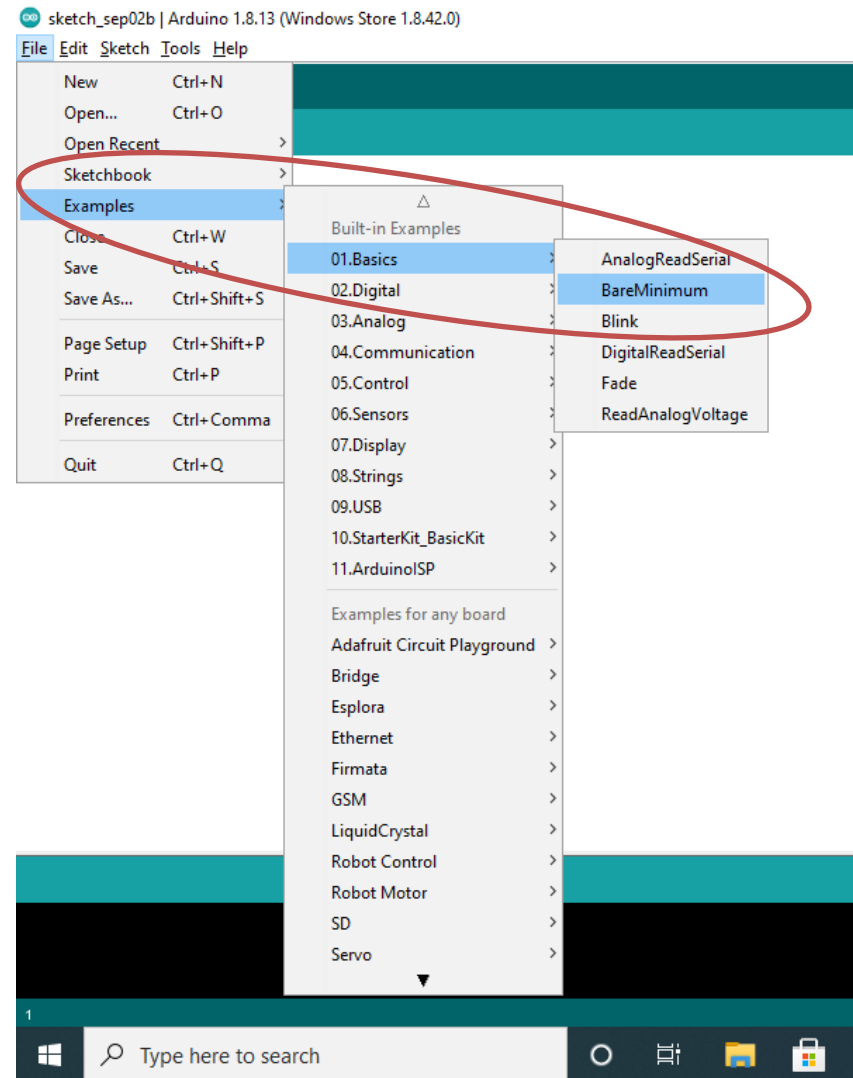 sketch_sep02b | Arduino 1.8.13 (Windows Store 1.8.42.0)
File Edit Sketch Tools Help
New Ctrl+N
Open... Ctrl+O
Open Recent
Sketchbook
Examples
Close Ctrl+W
Save Ctrl+S
Save As... Ctrl+Shift+S
Page Setup Ctrl+Shift+P
Print Ctrl+P
Preferences Ctrl+Comma
Quit Ctrl+Q
Built-in Examples
01.Basics
02.Digital
03.Analog
04.Communication
05.Control
06.Sensors
07.Display
08.Strings
09.USB
10.StarterKit_BasicKit
11.ArduinoISP
Examples for any board
Adafruit Circuit Playground
Bridge
Esplora
Ethernet
Firmata
GSM
LiquidCrystal
Robot Control
Robot Motor
SD
Servo
AnalogReadSerial
BareMinimum
Blink
DigitalReadSerial
Fade
ReadAnalogVoltage
1
Type here to search